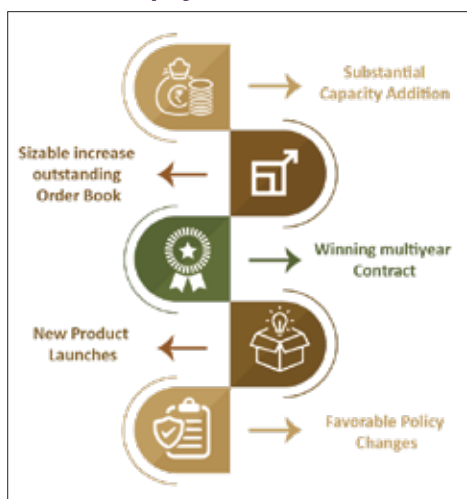 Substantial
Capacity Addition
Sizable increase
outstanding
Order Book
Winning multiyear
Contract
New Product
Launches
Favorable Policy
Changes